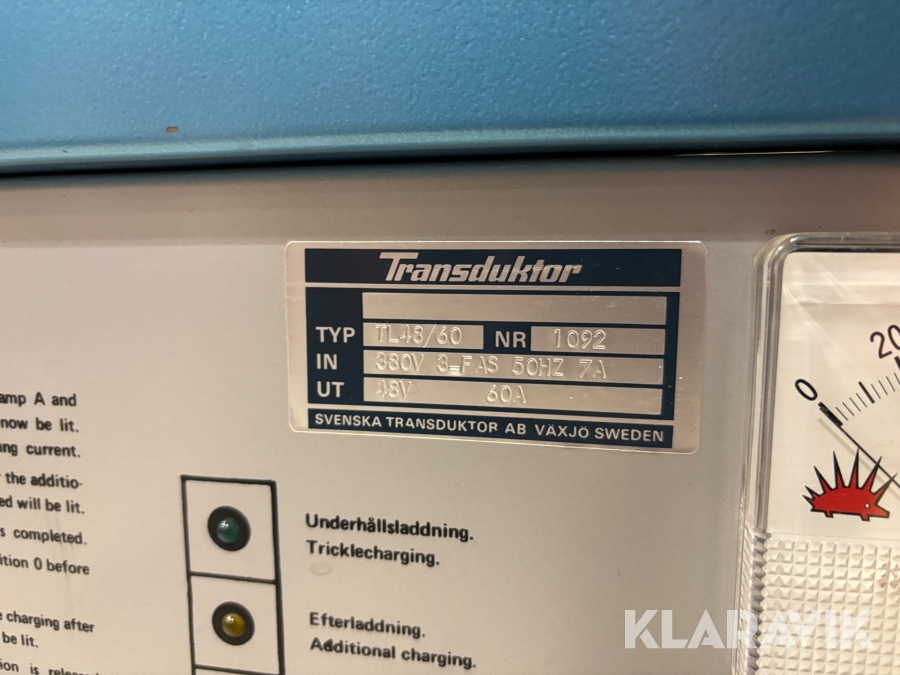 Transduktor
TYP TL48/60 NR 1092
IN 380V 3-FAS 50HZ 7A
UT 48V 60A
SVENSKA TRANSDUKTOR AB VÄXJÖ SWEDEN
0 20
amp A and
now be lit.
ng current.
r the additio-
ed will be lit.
s completed.
ition 0 before
e charging after
be lit.
tion is
Underhållsladdning.
Tricklecharging.
Efterladdning.
Additional charging.
KLARAVIK